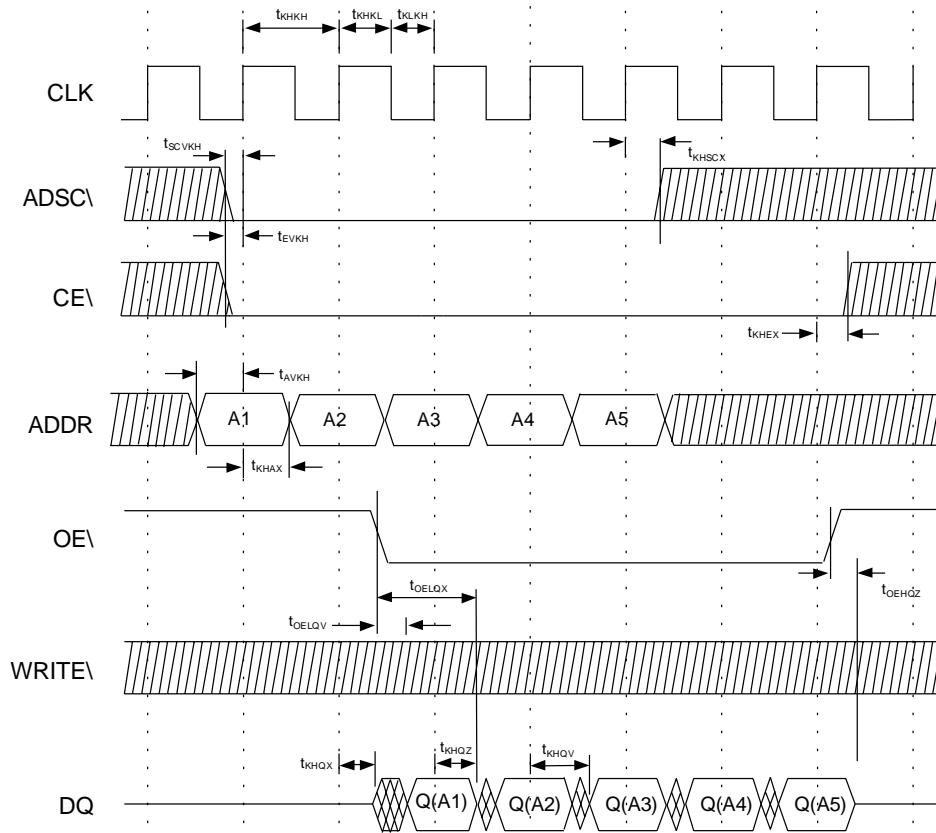 tKHKH tKHKL tKLKH
CLK
tSCVKH
tKHSCX
ADSC\
tEVKH
CE\
tKHEX
tAVKH
ADDR A1 A2 A3 A4 A5
tKHAX
OE\
tOELQX
tOEHQZ
tOELQV
WRITE\
tKHQX tKHQZ tKHQV
DQ Q(A1) Q(A2) Q(A3) Q(A4) Q(A5)